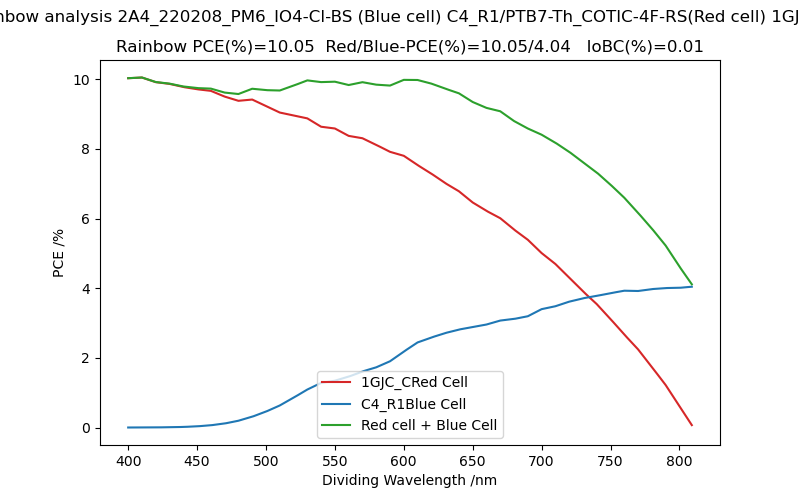 nbow analysis 2A4_220208_PM6_IO4-Cl-BS (Blue cell) C4_R1/PTB7-Th_COTIC-4F-RS(Red cell) 1GJ
Rainbow PCE(%)=10.05 Red/Blue-PCE(%)=10.05/4.04 IoBC(%)=0.01
10
8
6
4
2
0
PCE /%
1GJC_CRed Cell
C4_R1Blue Cell
Red cell + Blue Cell
400 450 500 550 600 650 700 750 800
Dividing Wavelength /nm